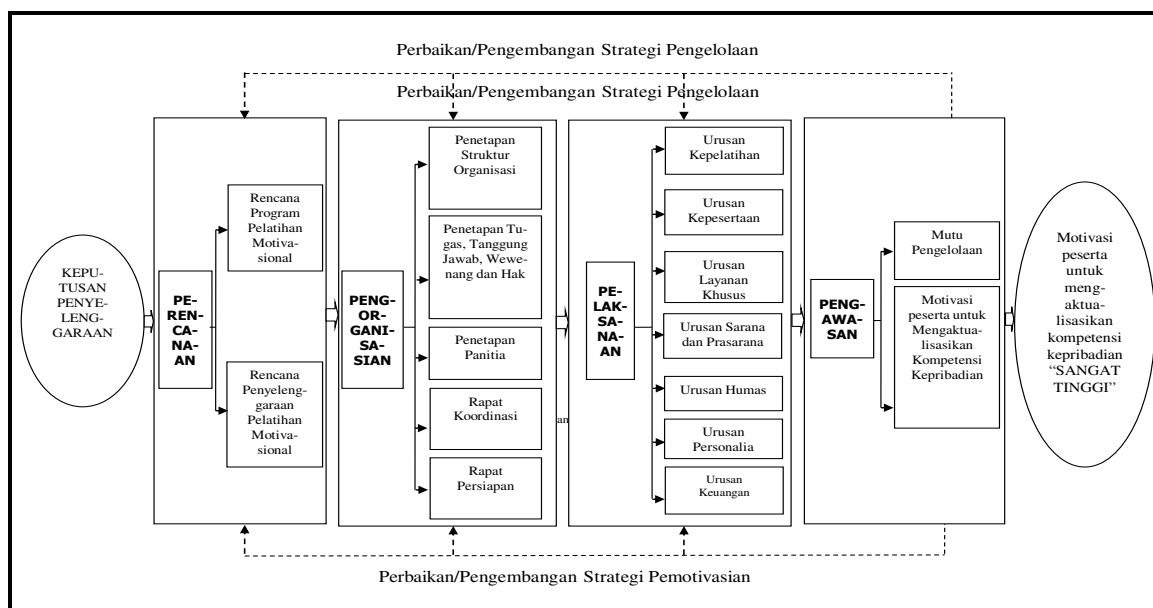 Perbaikan/Pengembangan Strategi Pengelolaan
Perbaikan/Pengembangan Strategi Pengelolaan
KEPU-
TUSAN
PENYE-
LENG-
GARAAN
PE-
REN-
CA-
NA-
AN
Rencana
Program
Pelatihan
Motiva-
sional
Rencana
Penyeleng-
garaan
Pelatihan
Motiva-
sional
PENG-
OR-
GANI-
SA-
SIAN
Penetapan
Struktur
Organisasi
Penetapan Tu-
gas, Tanggung
Jawab, Wewe-
nang dan Hak
Penetapan
Panitia
Rapat
Koordinasi
Rapat
Persiapan
an
PE-
LAK-
SA-
NA-
AN
Urusan
Kepelatihan
Urusan
Kepesertaan
Urusan
Layanan
Khusus
Urusan Sarana
dan Prasarana
Urusan Humas
Urusan
Personalia
Urusan
Keuangan
PENG-
AWA-
SAN
Mutu
Pengelolaan
Motivasi
peserta untuk
Mengaktua-
lisasikan
Kompetensi
Kepribadian
Motivasi
peserta
untuk
meng-
aktua-
lisasikan
kompetensi
kepribadian
“SANGAT
TINGGI”
Perbaikan/Pengembangan Strategi Pemotivasian